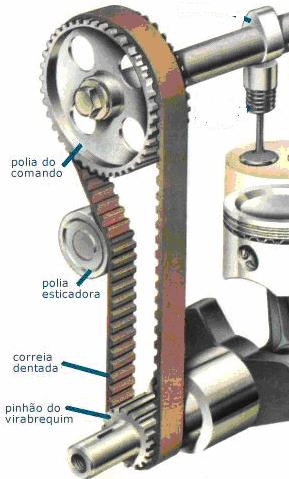 polia do
comando
polia
esticadora
correia
dentada
pinhão do
virabrequim